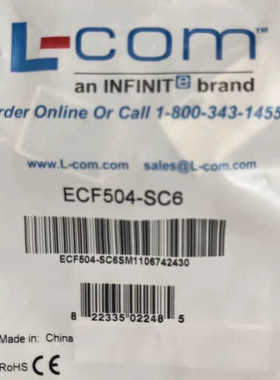 L-com™
an INFINITe brand
rder Online Or Call 1-800-343-1455
www.L-com.com sales@L-com.com
ECF504-SC6
ECF504-SC6SM1106742430
8 22335 02248 5
Made in: China
RoHS CE